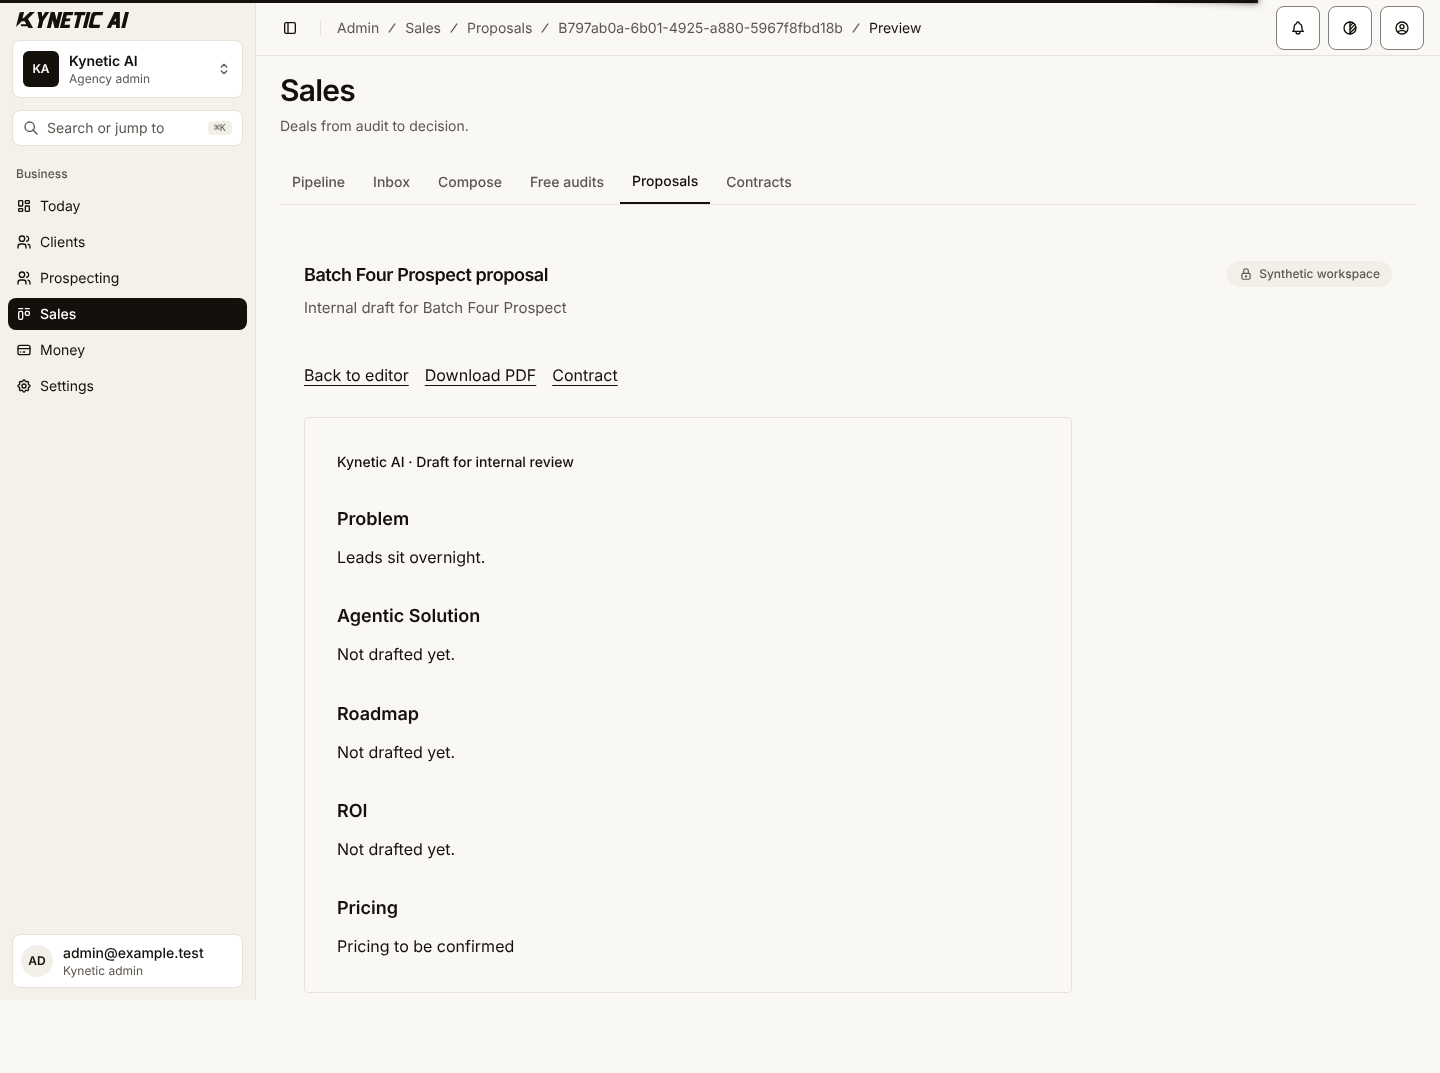 KYNETIC AI
KA
Kynetic AI
Agency admin
Search or jump to
⌘K
Business
Today
Clients
Prospecting
Sales
Money
Settings
AD
admin@example.test
Kynetic admin
Admin / Sales / Proposals / B797ab0a-6b01-4925-a880-5967f8fbd18b / Preview
Sales
Deals from audit to decision.
Pipeline Inbox Compose Free audits Proposals Contracts
Batch Four Prospect proposal
Synthetic workspace
Internal draft for Batch Four Prospect
Back to editor Download PDF Contract
Kynetic AI · Draft for internal review
Problem
Leads sit overnight.
Agentic Solution
Not drafted yet.
Roadmap
Not drafted yet.
ROI
Not drafted yet.
Pricing
Pricing to be confirmed